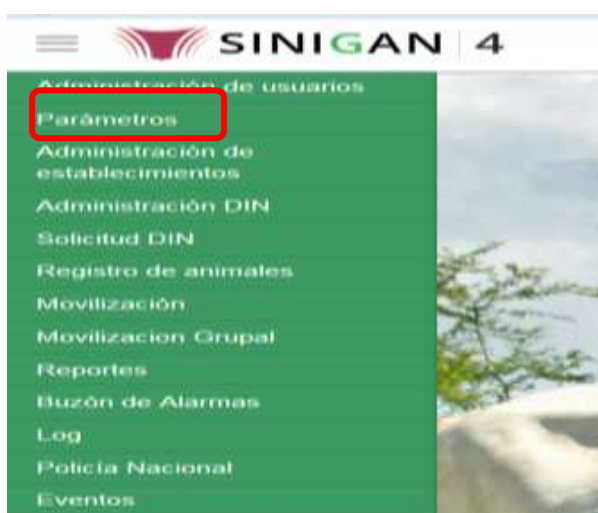 SINIGAN 4
Administración de usuarios
Parámetros
Administración de
establecimientos
Administración DIN
Solicitud DIN
Registro de animales
Movilización
Movilizacion Grupal
Reportes
Buzón de Alarmas
Log
Policía Nacional
Eventos